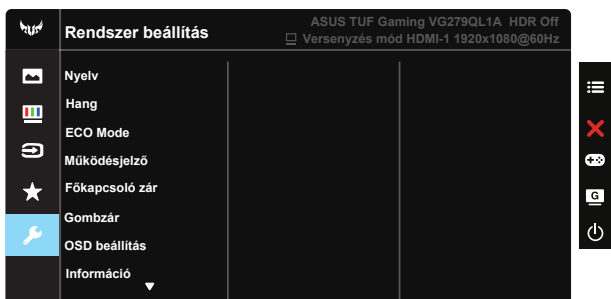 Rendszer beállítás
ASUS TUF Gaming VG279QL1A HDR Off
Versenyzés mód HDMI-1 1920x1080@60Hz
Nyelv
Hang
ECO Mode
Működésjelző
Főkapcsoló zár
Gombzár
OSD beállítás
Információ
G